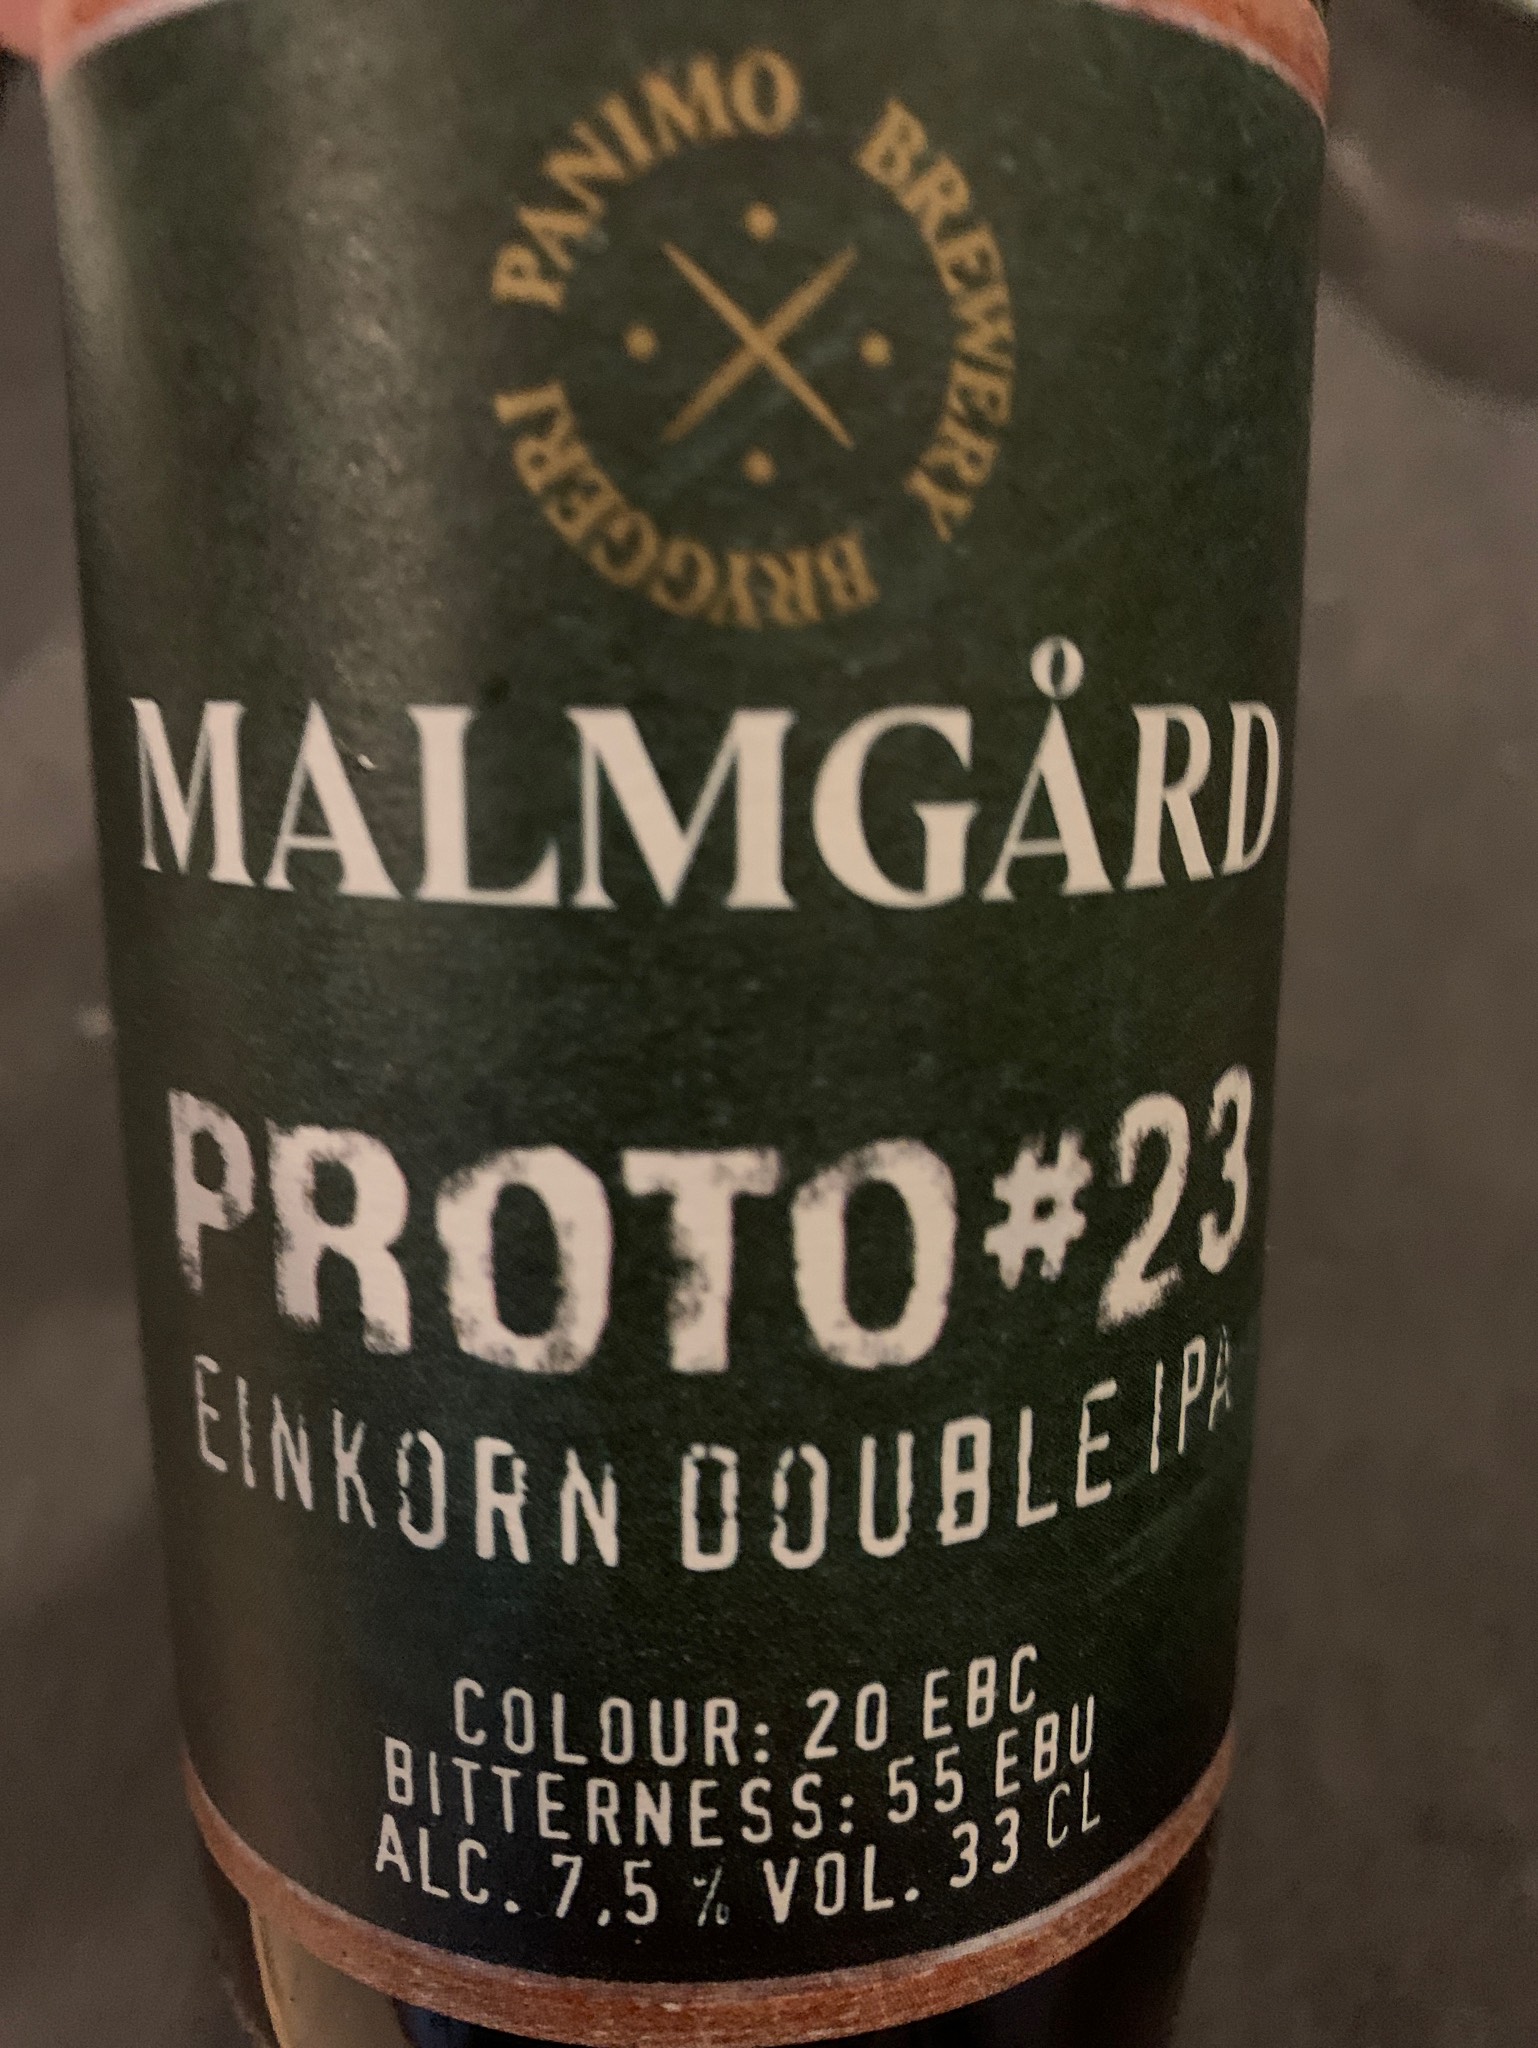 PANIMO BREWERY BRYGGERI
MALMGÅRD
PROTO #23
EINKORN DOUBLE IPA
COLOUR: 20 EBC
BITTERNESS: 55 EBU
ALC. 7,5 % VOL. 33 CL